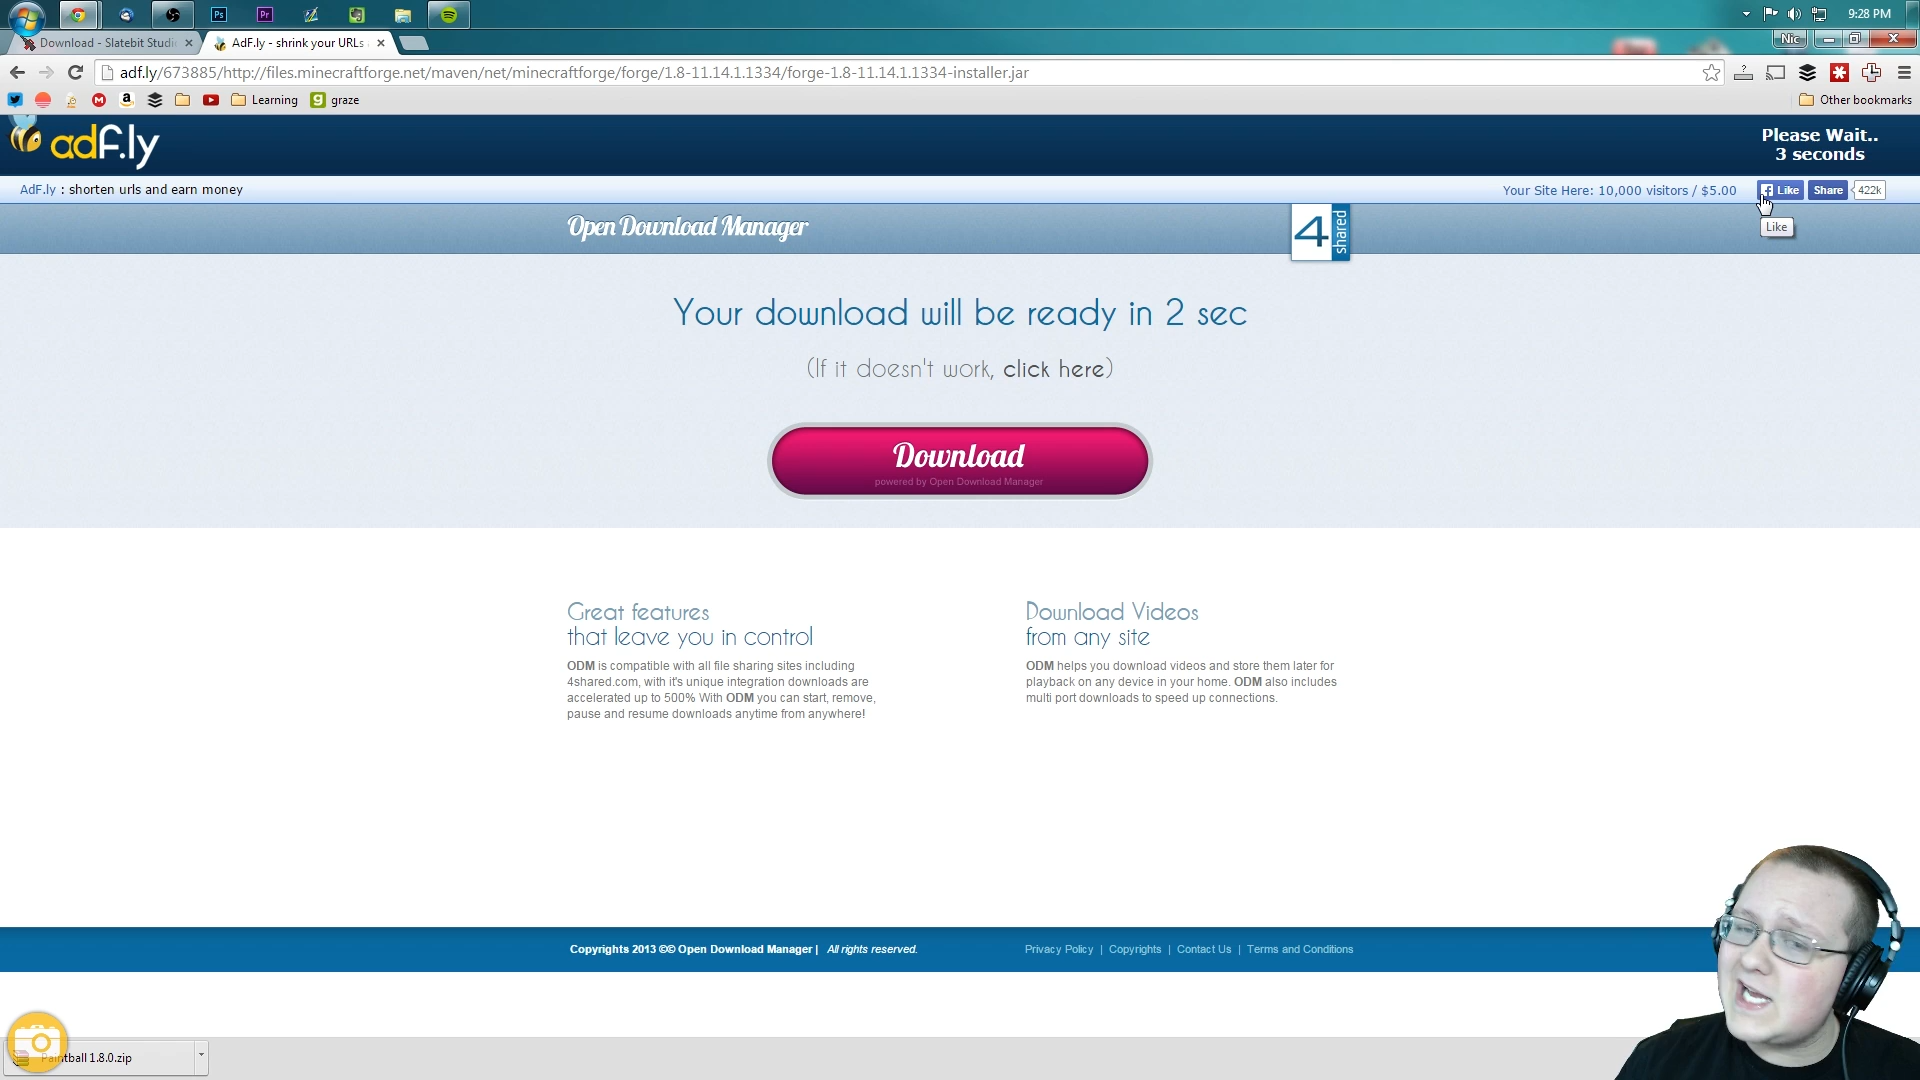 Ps
Pr
9:28 PM
Download - Slatebit Studi
AdF.ly - shrink your URLs
Nic
adf.ly/673885/http://files.minecraftforge.net/maven/net/minecraftforge/forge/1.8-11.14.1.1334/forge-1.8-11.14.1.1334-installer.jar
Learning
graze
Other bookmarks
adf.ly
Please Wait..
3 seconds
AdF.ly : shorten urls and earn money
Your Site Here: 10,000 visitors / $5.00
Like
Share
422k
Like
Open Download Manager
4 shared
Your download will be ready in 2 sec
(If it doesn't work, click here)
Download
powered by Open Download Manager
Great features
that leave you in control
ODM is compatible with all file sharing sites including
4shared.com, with it's unique integration downloads are
accelerated up to 500% With ODM you can start, remove,
pause and resume downloads anytime from anywhere!
Download Videos
from any site
ODM helps you download videos and store them later for
playback on any device in your home. ODM also includes
multi port downloads to speed up connections.
Copyrights 2013 ©© Open Download Manager | All rights reserved.
Privacy Policy | Copyrights | Contact Us | Terms and Conditions
Paintball 1.8.0.zip